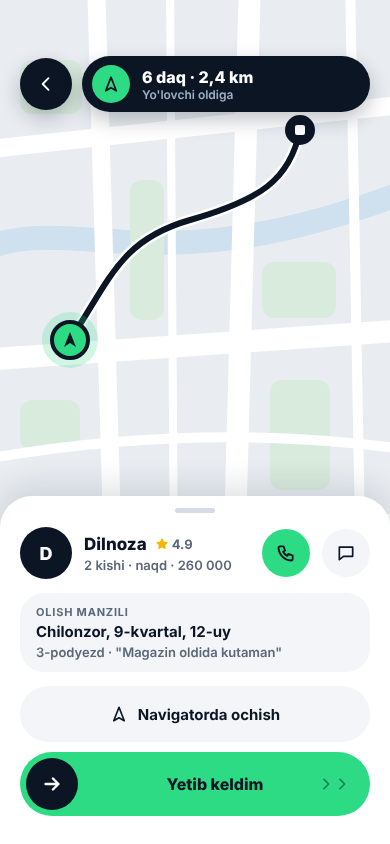 6 daq · 2,4 km
Yo'lovchi oldiga
D
Dilnoza ★ 4.9
2 kishi · naqd · 260 000
OLISH MANZILI
Chilonzor, 9-kvartal, 12-uy
3-podyezd · "Magazin oldida kutaman"
Navigatorda ochish
Yetib keldim